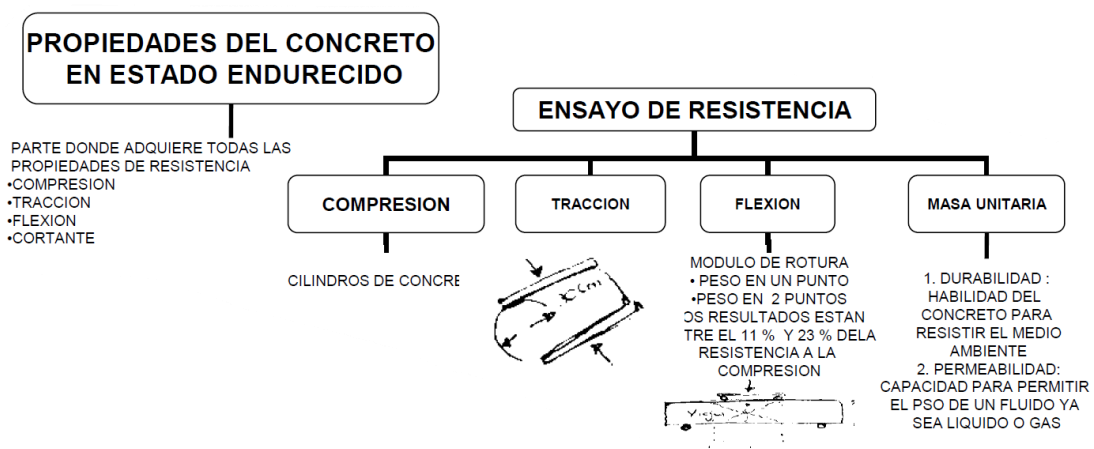 PROPIEDADES DEL CONCRETO
EN ESTADO ENDURECIDO
PARTE DONDE ADQUIERE TODAS LAS
PROPIEDADES DE RESISTENCIA
•COMPRESION
•TRACCION
•FLEXION
•CORTANTE
ENSAYO DE RESISTENCIA
COMPRESION
CILINDROS DE CONCRE
TRACCION
FLEXION
MODULO DE ROTURA
• PESO EN UN PUNTO
•PESO EN 2 PUNTOS
OS RESULTADOS ESTAN
TRE EL 11 % Y 23 % DELA
RESISTENCIA A LA
COMPRESION
MASA UNITARIA
1. DURABILIDAD :
HABILIDAD DEL
CONCRETO PARA
RESISTIR EL MEDIO
AMBIENTE
2. PERMEABILIDAD:
CAPACIDAD PARA PERMITIR
EL PSO DE UN FLUIDO YA
SEA LIQUIDO O GAS